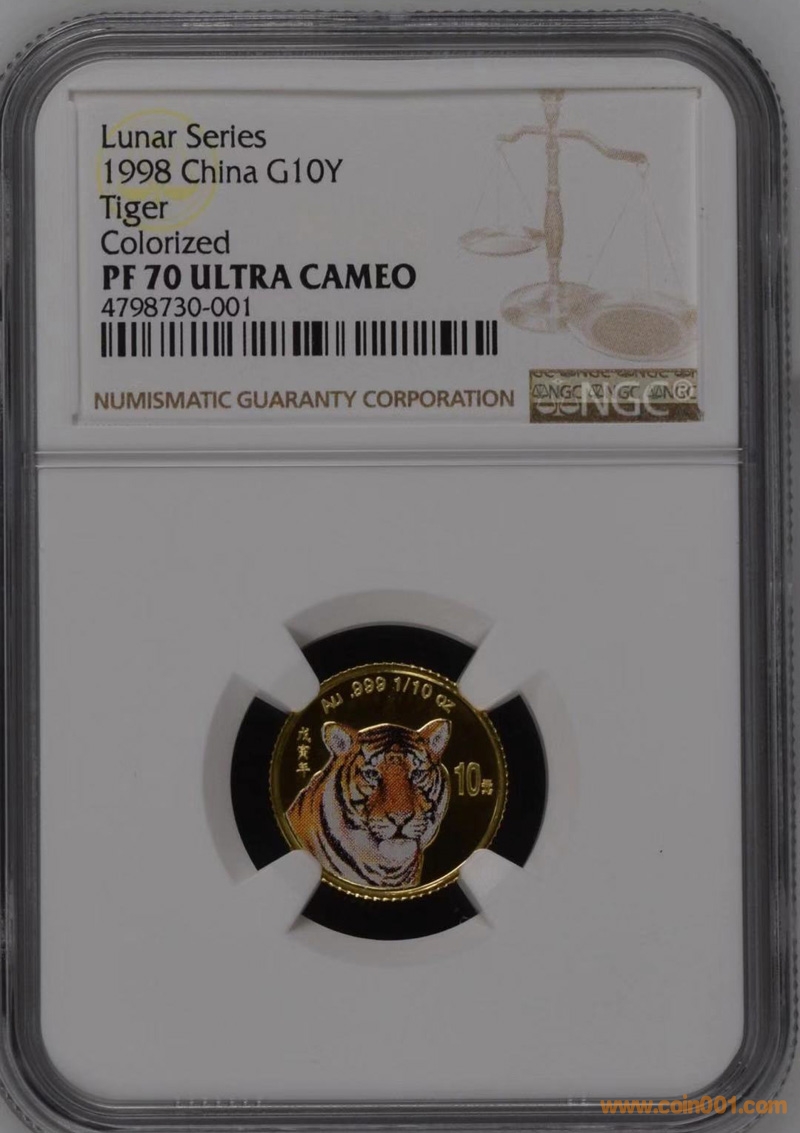 Lunar Series
1998 China G10Y
Tiger
Colorized
PF 70 ULTRA CAMEO
4798730-001
NUMISMATIC GUARANTY CORPORATION
NGC®
Au .999 1/10 oz
戊寅年
10元
www.coin001.com